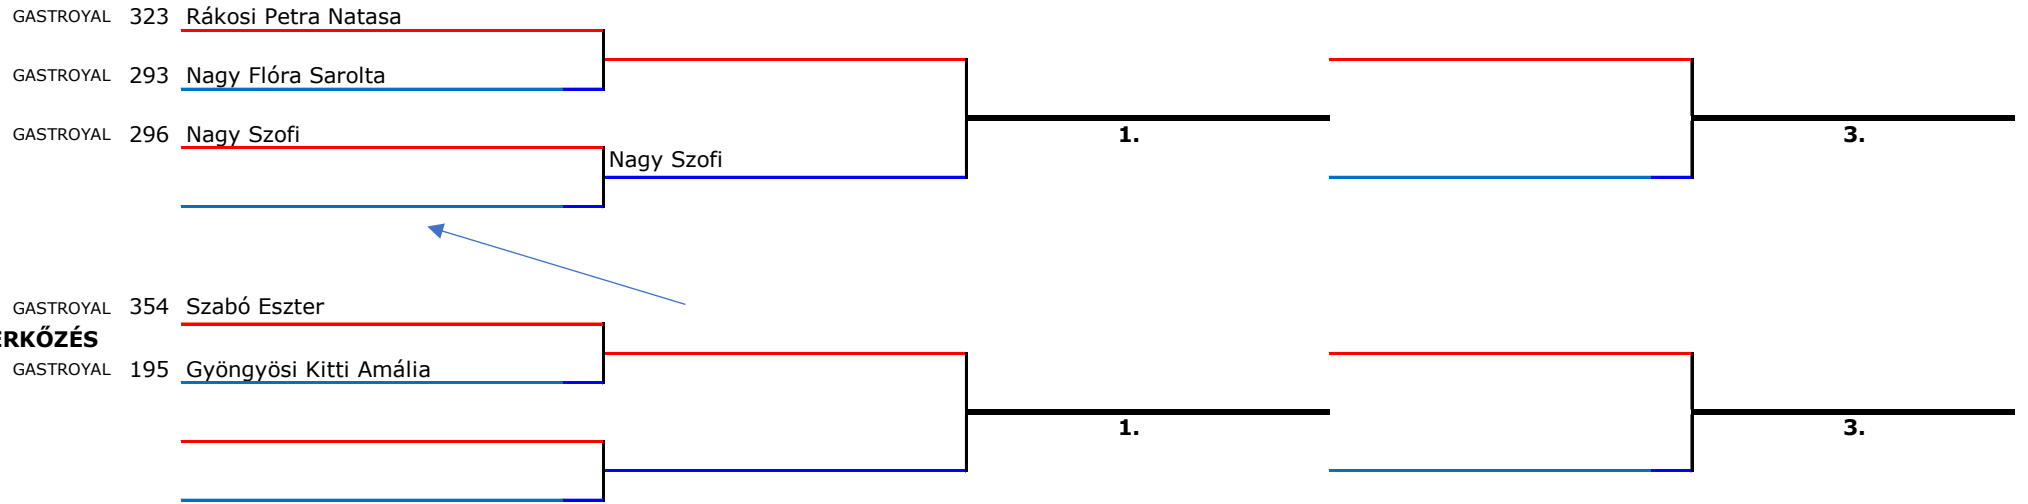 GASTROYAL 323 Rákosi Petra Natasa
GASTROYAL 293 Nagy Flóra Sarolta
GASTROYAL 296 Nagy Szofi
1.
3.
Nagy Szofi
GASTROYAL 354 Szabó Eszter
ERKŐZÉS
GASTROYAL 195 Gyöngyösi Kitti Amália
1.
3.